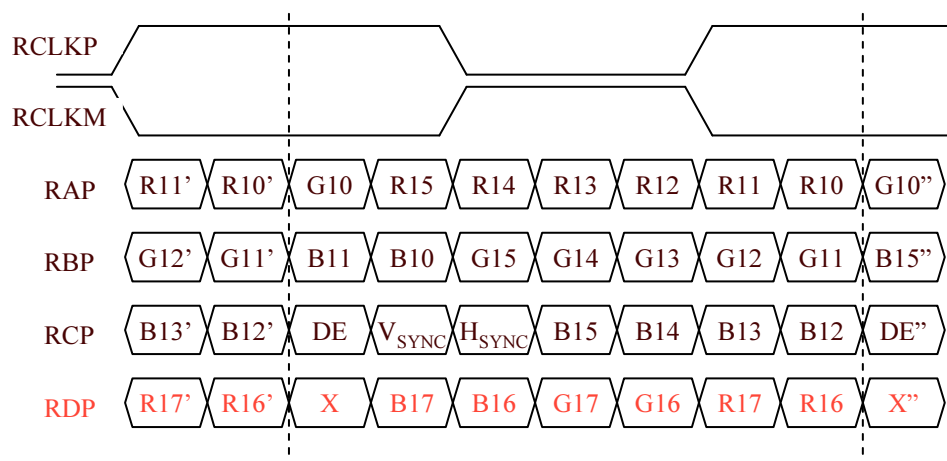 RCLKP
RCLKM
RAP R11’ R10’ G10 R15 R14 R13 R12 R11 R10 G10”
RBP G12’ G11’ B11 B10 G15 G14 G13 G12 G11 B15”
RCP B13’ B12’ DE VSYNC HSYNC B15 B14 B13 B12 DE”
RDP R17’ R16’ X B17 B16 G17 G16 R17 R16 X”